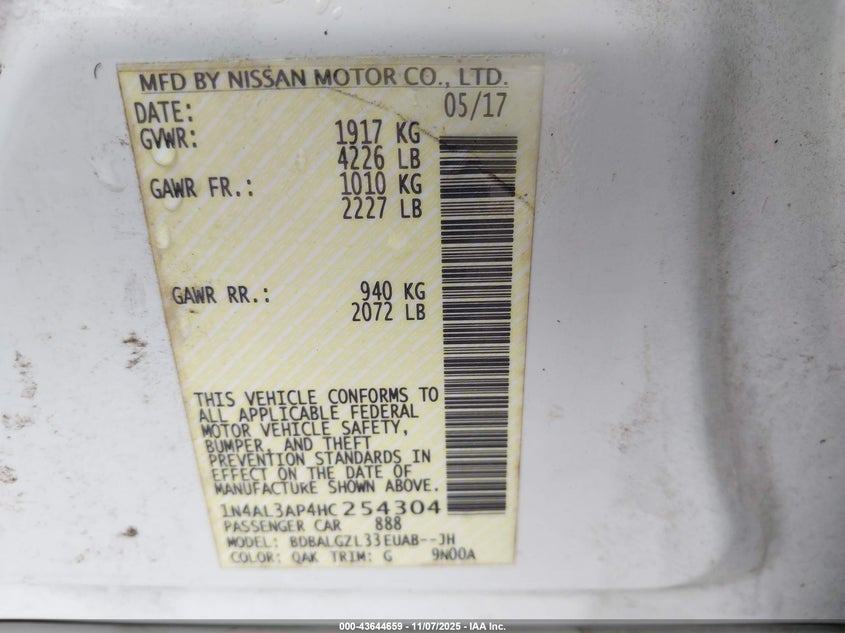 MFD BY NISSAN MOTOR CO., LTD.
DATE: 05/17
GVWR: 1917 KG
4226 LB
GAWR FR.: 1010 KG
2227 LB
GAWR RR.: 940 KG
2072 LB
THIS VEHICLE CONFORMS TO
ALL APPLICABLE FEDERAL
MOTOR VEHICLE SAFETY,
BUMPER, AND THEFT
PREVENTION STANDARDS IN
EFFECT ON THE DATE OF
MANUFACTURE SHOWN ABOVE.
1N4AL3AP4HC254304
PASSENGER CAR 888
MODEL: BDBALGZL33EUAB--JH
COLOR: QAK TRIM: G 9N00A
000-43644659 - 11/07/2025 - IAA Inc.